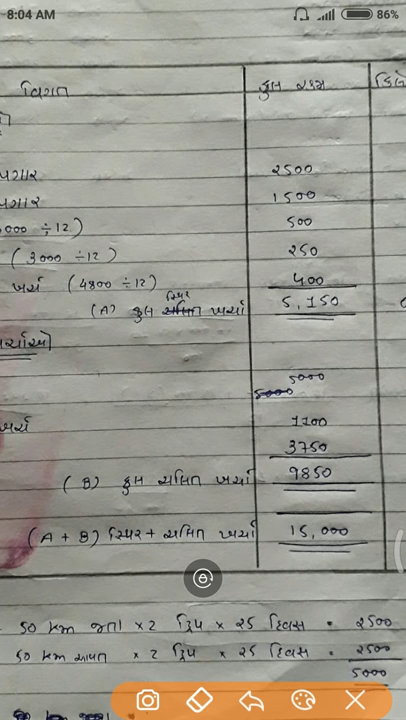 8:04 AM 86%
વિગત કુલ રકમ
પગાર 2500
પગાર 1500
000 ÷ 12) 500
(3000 ÷ 12) 250
ખર્ચ (4800 ÷ 12) 400
(A) કુલ સ્થિર ખર્ચા 5,150
ખર્ચાઓ
5000
ખર્ચ 1100
3750
(B) કુલ ચલિત ખર્ચા 9850
(A + B) સ્થિર + ચલિત ખર્ચા 15,000
50 km જતા × 2 ટ્રિપ × 25 દિવસ = 2500
50 km આવતા × 2 ટ્રિપ × 25 દિવસ = 2500
5000